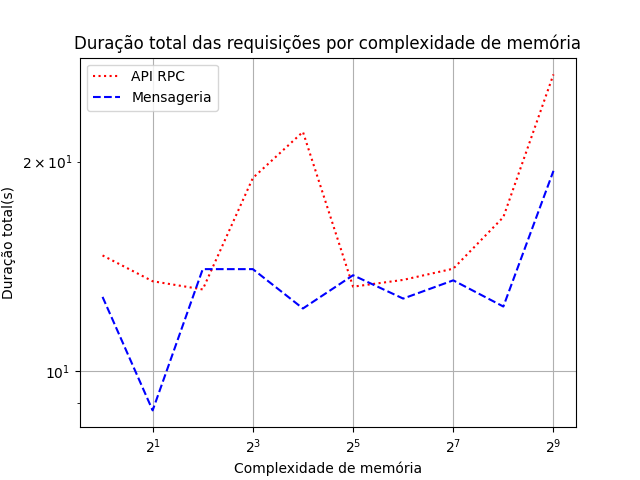 Duração total das requisições por complexidade de memória
API RPC
Mensageria
Duração total(s)
2 × 10¹
10¹
2¹ 2³ 2⁵ 2⁷ 2⁹
Complexidade de memória